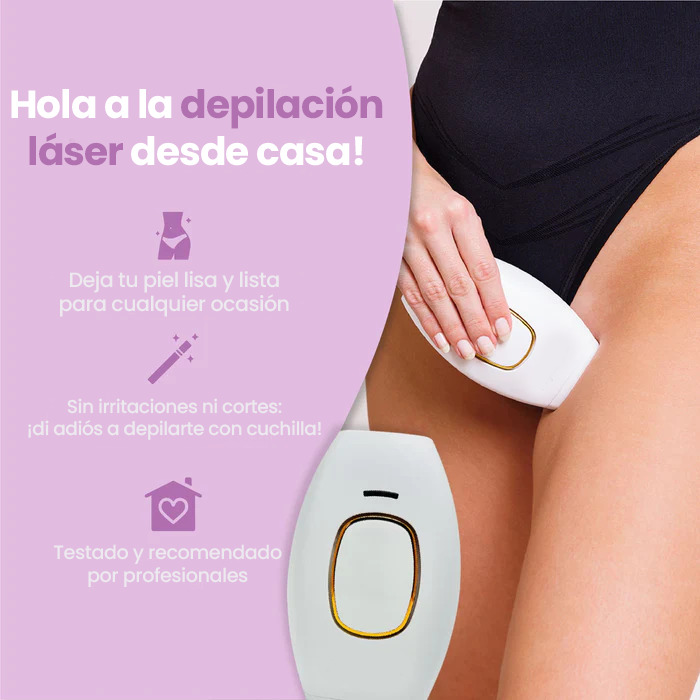 Hola a la depilación
láser desde casa!
Deja tu piel lisa y lista
para cualquier ocasión
Sin irritaciones ni cortes:
¡di adiós a depilarte con cuchilla!
Testado y recomendado
por profesionales